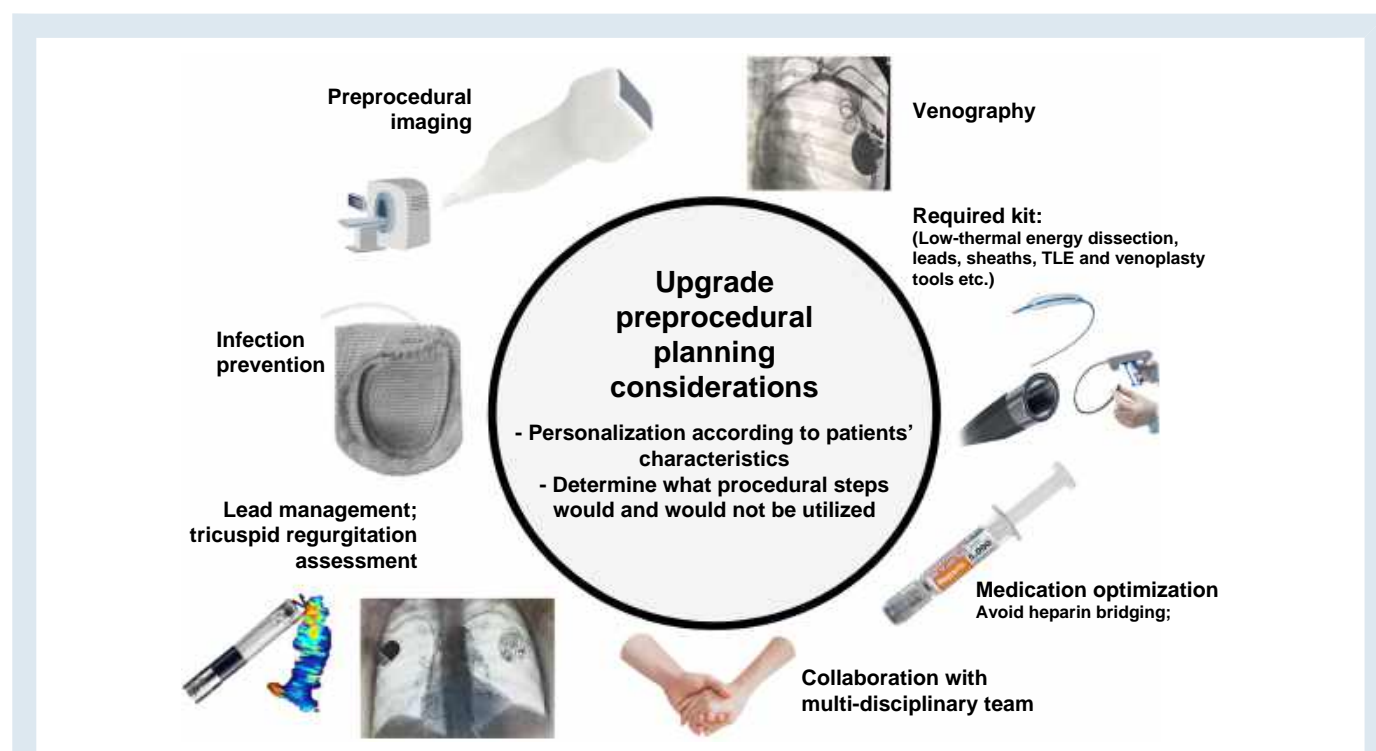 Preprocedural
imaging
Venography
Required kit:
(Low-thermal energy dissection,
leads, sheaths, TLE and venoplasty
tools etc.)
Upgrade
preprocedural
planning
considerations
- Personalization according to patients’
characteristics
- Determine what procedural steps
would and would not be utilized
Infection
prevention
Lead management;
tricuspid regurgitation
assessment
5,000
Medication optimization
Avoid heparin bridging;
Collaboration with
multi-disciplinary team